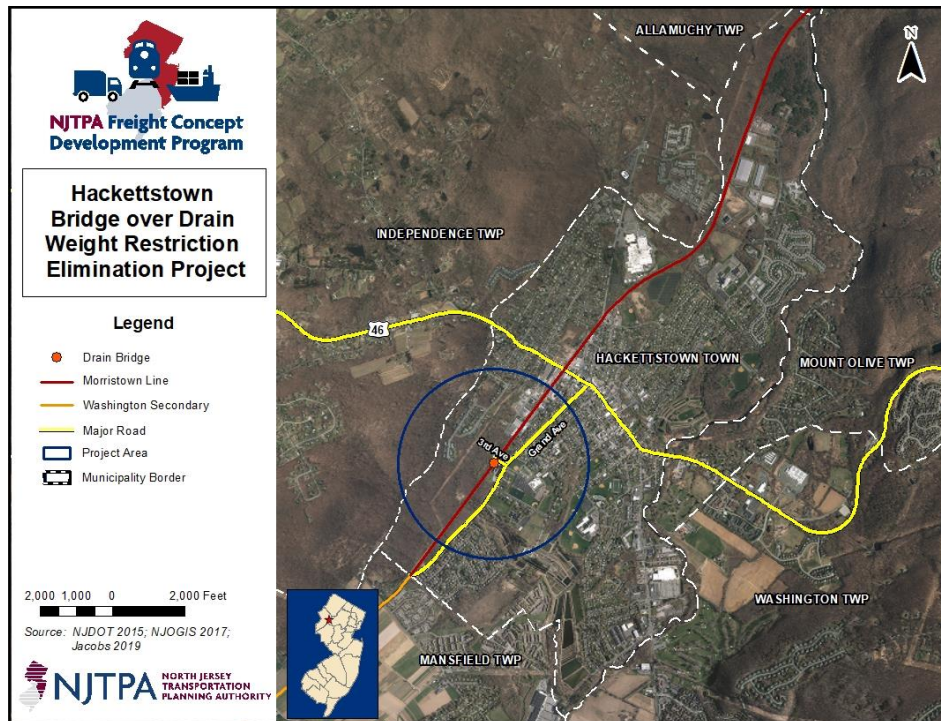 NJTPA Freight Concept
Development Program
Hackettstown
Bridge over Drain
Weight Restriction
Elimination Project
Legend
Drain Bridge
Morristown Line
Washington Secondary
Major Road
Project Area
Municipality Border
2,000 1,000 0 2,000 Feet
Source: NJDOT 2015; NJOGIS 2017;
Jacobs 2019
NJTPA
NORTH JERSEY
TRANSPORTATION
PLANNING AUTHORITY
ALLAMUCHY TWP
N
INDEPENDENCE TWP
46
HACKETTSTOWN TOWN
MOUNT OLIVE TWP
3rd Ave
Grand Ave
WASHINGTON TWP
MANSFIELD TWP